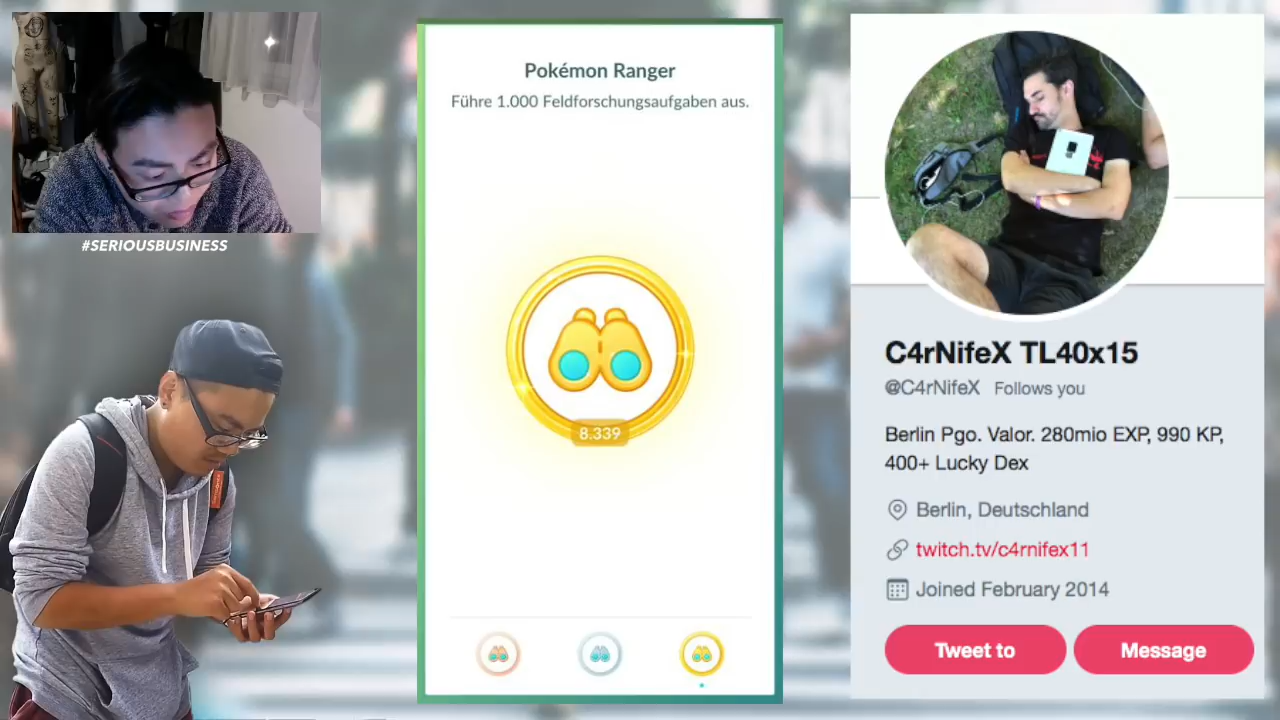 #SERIOUSBUSINESS
Pokémon Ranger
Führe 1.000 Feldforschungsaufgaben aus.
8.339
C4rNifeX TL40x15
@C4rNifeX Follows you
Berlin Pgo. Valor. 280mio EXP, 990 KP,
400+ Lucky Dex
Berlin, Deutschland
twitch.tv/c4rnifex11
Joined February 2014
Tweet to
Message